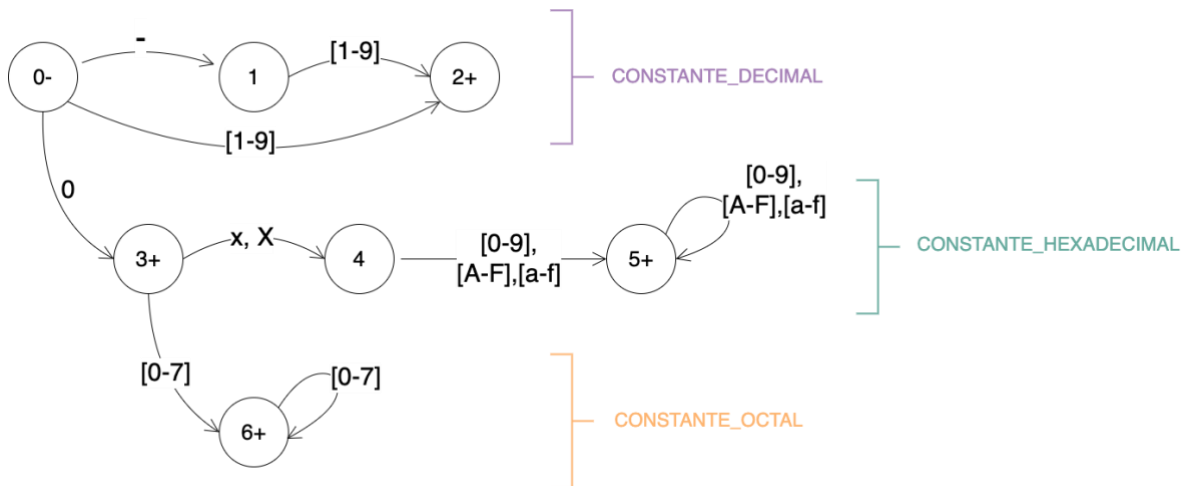 -
[1-9]
0-
1
2+
CONSTANTE_DECIMAL
[1-9]
0
[0-9],
[A-F],[a-f]
x, X
3+
4
[0-9],
[A-F],[a-f]
5+
CONSTANTE_HEXADECIMAL
[0-7]
[0-7]
6+
CONSTANTE_OCTAL